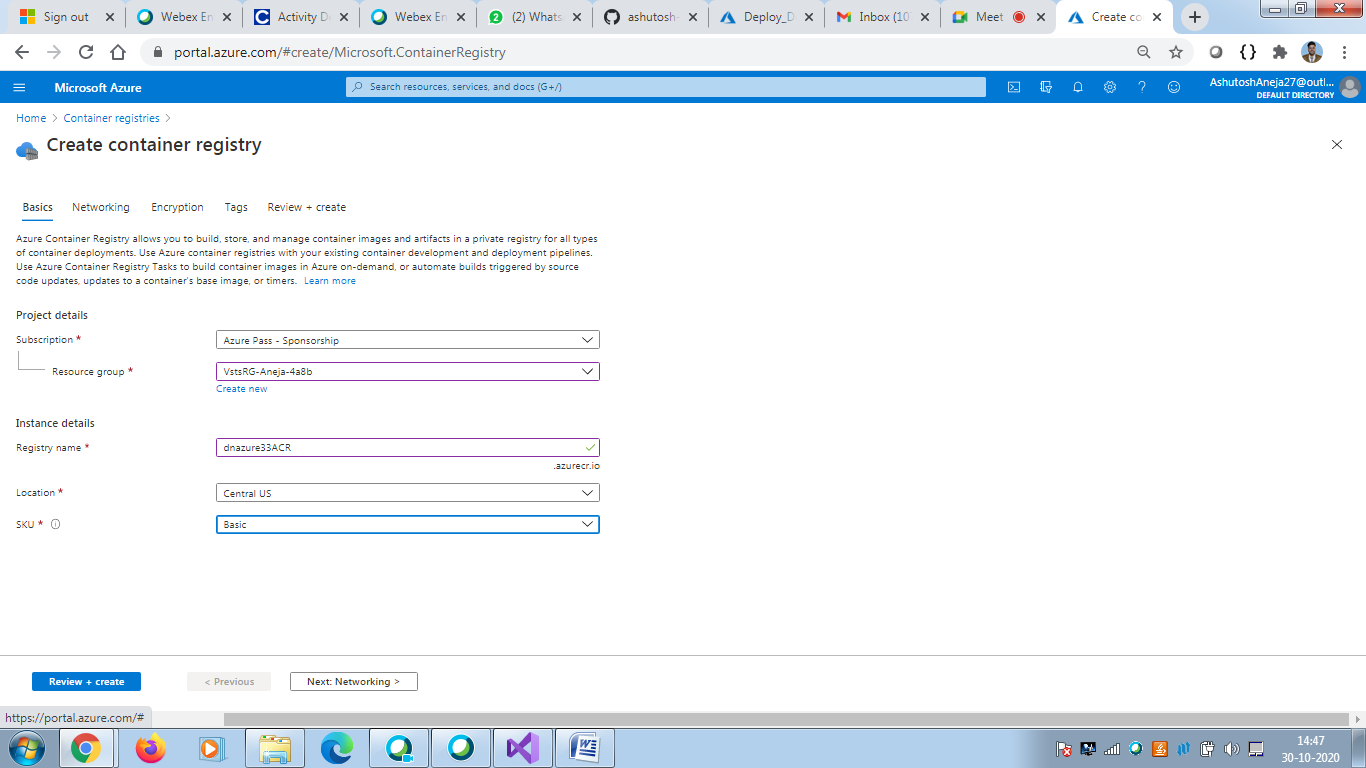 Sign out
Webex En
Activity D
Webex En
(2) Whats
ashutosh-
Deploy_D
Inbox (10
Meet
Create co
portal.azure.com/#create/Microsoft.ContainerRegistry
Microsoft Azure
Search resources, services, and docs (G+/)
AshutoshAneja27@outl...
DEFAULT DIRECTORY
Home > Container registries >
Create container registry
Basics Networking Encryption Tags Review + create
Azure Container Registry allows you to build, store, and manage container images and artifacts in a private registry for all types
of container deployments. Use Azure container registries with your existing container development and deployment pipelines.
Use Azure Container Registry Tasks to build container images in Azure on-demand, or automate builds triggered by source
code updates, updates to a container's base image, or timers. Learn more
Project details
Subscription *
Azure Pass - Sponsorship
Resource group *
VstsRG-Aneja-4a8b
Create new
Instance details
Registry name *
dnazure33ACR
.azurecr.io
Location *
Central US
SKU *
Basic
Review + create
< Previous
Next: Networking >
https://portal.azure.com/#
14:47
30-10-2020